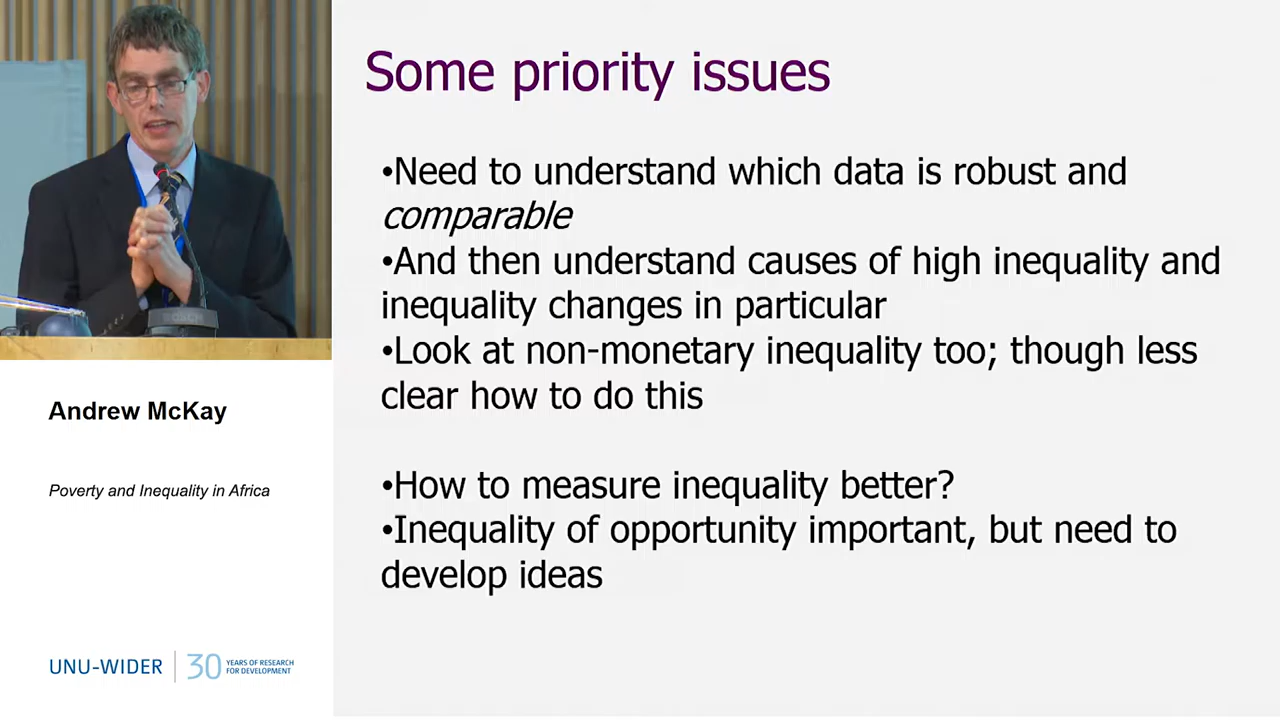 Some priority issues
•Need to understand which data is robust and
comparable
•And then understand causes of high inequality and
inequality changes in particular
•Look at non-monetary inequality too; though less
clear how to do this
•How to measure inequality better?
•Inequality of opportunity important, but need to
develop ideas
Andrew McKay
Poverty and Inequality in Africa
UNU-WIDER
30 YEARS OF RESEARCH
FOR DEVELOPMENT